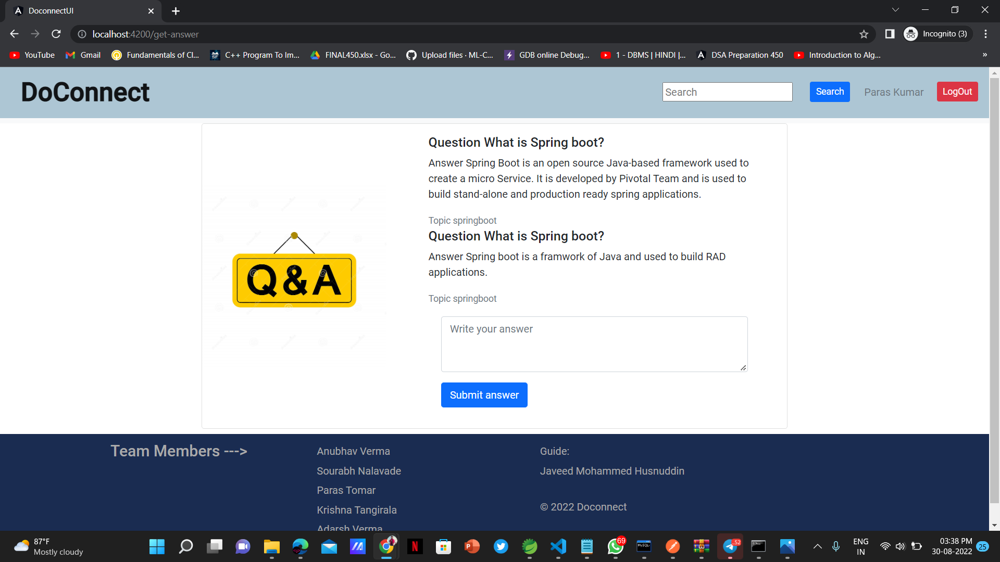 DoconnectUI
localhost:4200/get-answer
Incognito (3)
YouTube
Gmail
Fundamentals of Cl...
C++ Program To Im...
FINAL450.xlsx - Go...
Upload files · ML-C...
GDB online Debug...
1 - DBMS | HINDI |...
DSA Preparation 450
Introduction to Alg...
»
DoConnect
Search
Search
Paras Kumar
LogOut
Q&A
Question What is Spring boot?
Answer Spring Boot is an open source Java-based framework used to
create a micro Service. It is developed by Pivotal Team and is used to
build stand-alone and production ready spring applications.
Topic springboot
Question What is Spring boot?
Answer Spring boot is a framwork of Java and used to build RAD
applications.
Topic springboot
Write your answer
Submit answer
Team Members --->
Anubhav Verma
Sourabh Nalavade
Paras Tomar
Krishna Tangirala
Adarsh Verma
Guide:
Javeed Mohammed Husnuddin
© 2022 Doconnect
87°F
Mostly cloudy
69
MySQL
..52
ENG
IN
03:38 PM
30-08-2022
25